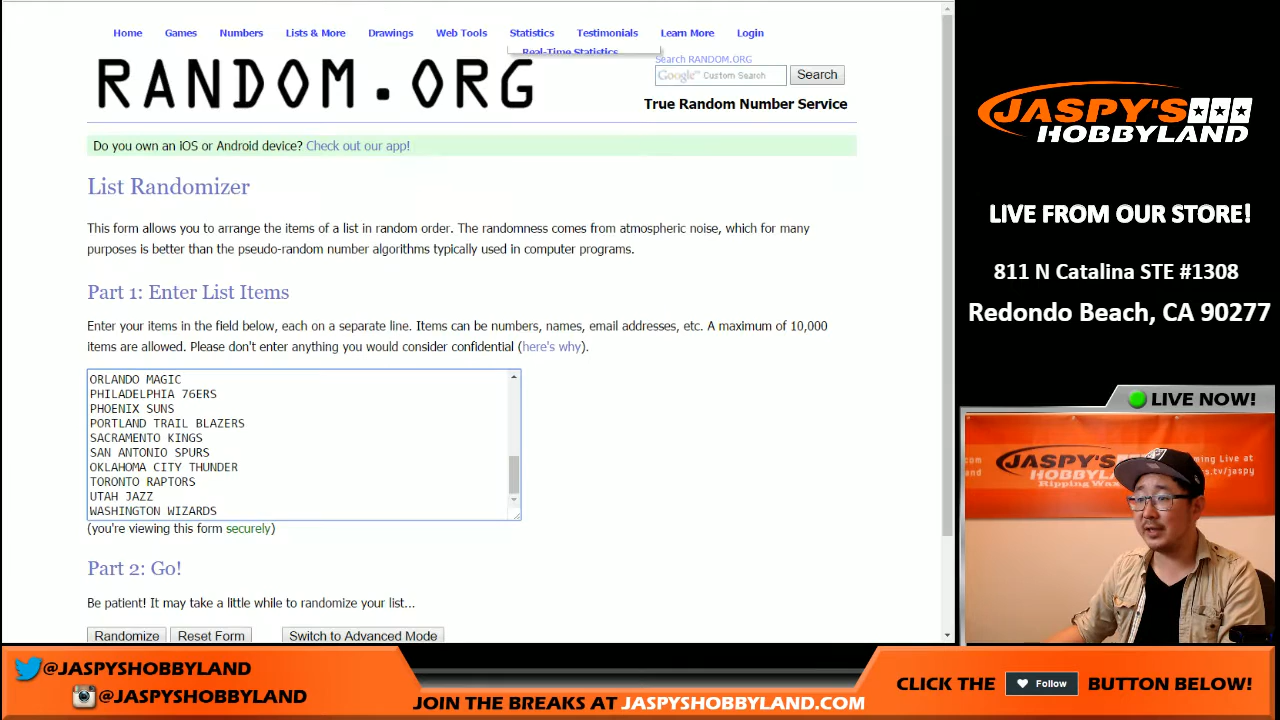 Home Games Numbers Lists & More Drawings Web Tools Statistics Testimonials Learn More Login
Real-Time Statistics
RANDOM.ORG
Search RANDOM.ORG
Google™ Custom Search Search
True Random Number Service
Do you own an iOS or Android device? Check out our app!
List Randomizer
This form allows you to arrange the items of a list in random order. The randomness comes from atmospheric noise, which for many
purposes is better than the pseudo-random number algorithms typically used in computer programs.
Part 1: Enter List Items
Enter your items in the field below, each on a separate line. Items can be numbers, names, email addresses, etc. A maximum of 10,000
items are allowed. Please don't enter anything you would consider confidential (here's why).
ORLANDO MAGIC
PHILADELPHIA 76ERS
PHOENIX SUNS
PORTLAND TRAIL BLAZERS
SACRAMENTO KINGS
SAN ANTONIO SPURS
OKLAHOMA CITY THUNDER
TORONTO RAPTORS
UTAH JAZZ
WASHINGTON WIZARDS
(you're viewing this form securely)
Part 2: Go!
Be patient! It may take a little while to randomize your list...
Randomize Reset Form Switch to Advanced Mode
JASPY'S
HOBBYLAND
LIVE FROM OUR STORE!
811 N Catalina STE #1308
Redondo Beach, CA 90277
LIVE NOW!
.com
JASPY'S
HOBBYLAND
Ripping Wax
ming Live at
s.tv/jaspy
@JASPYSHOBBYLAND
@JASPYSHOBBYLAND
JOIN THE BREAKS AT JASPYSHOBBYLAND.COM
CLICK THE Follow BUTTON BELOW!